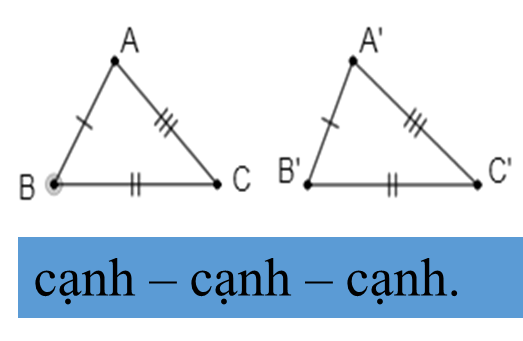 A A'
B C B' C'
cạnh – cạnh – cạnh.